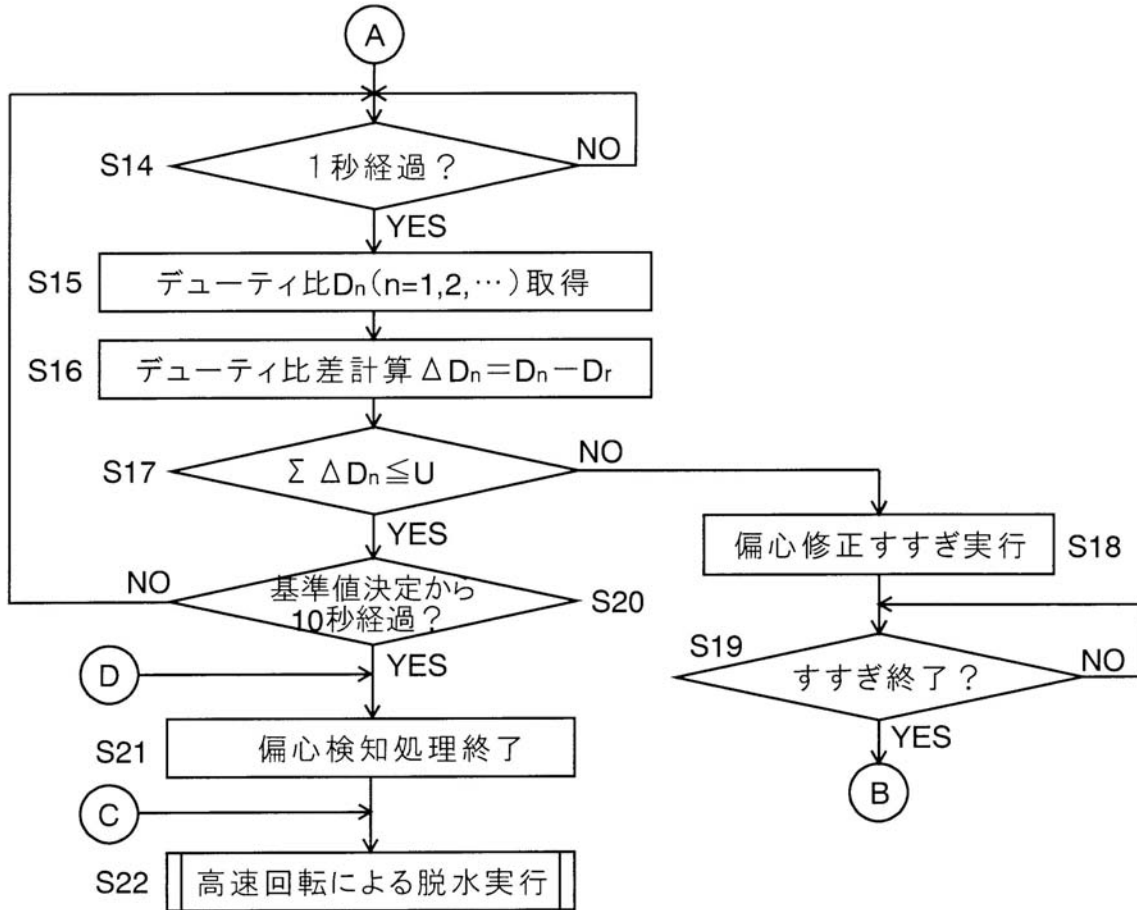 A
S14
1秒経過?
NO
YES
S15
デューティ比Dn(n=1,2,…)取得
S16
デューティ比差計算 ΔDn=Dn−Dr
S17
Σ ΔDn≦U
NO
YES
偏心修正すすぎ実行
S18
NO
基準値決定から
10秒経過?
S20
YES
S19
すすぎ終了?
NO
YES
B
D
S21
偏心検知処理終了
C
S22
高速回転による脱水実行